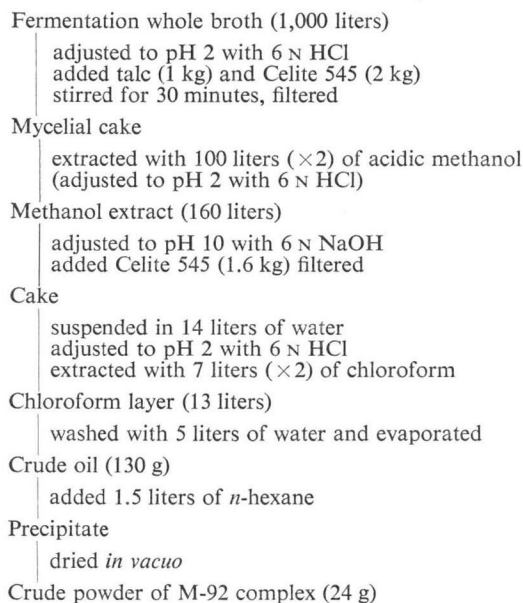 Fermentation whole broth (1,000 liters)
adjusted to pH 2 with 6 N HCl
added talc (1 kg) and Celite 545 (2 kg)
stirred for 30 minutes, filtered
Mycelial cake
extracted with 100 liters (×2) of acidic methanol
(adjusted to pH 2 with 6 N HCl)
Methanol extract (160 liters)
adjusted to pH 10 with 6 N NaOH
added Celite 545 (1.6 kg) filtered
Cake
suspended in 14 liters of water
adjusted to pH 2 with 6 N HCl
extracted with 7 liters (×2) of chloroform
Chloroform layer (13 liters)
washed with 5 liters of water and evaporated
Crude oil (130 g)
added 1.5 liters of n-hexane
Precipitate
dried in vacuo
Crude powder of M-92 complex (24 g)